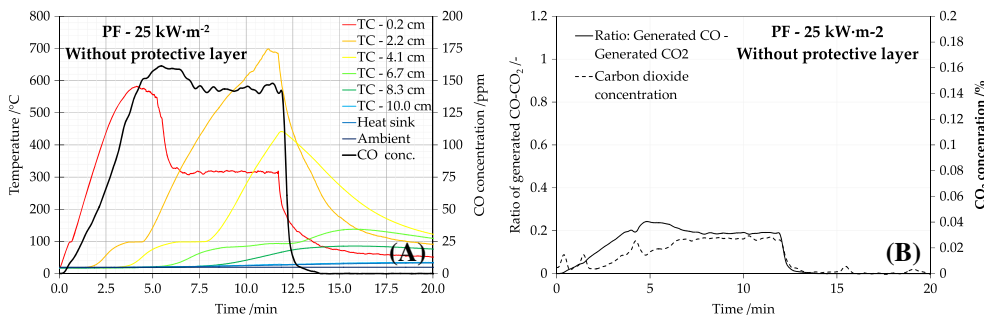 PF - 25 kW·m-2
Without protective layer
TC - 0.2 cm
TC - 2.2 cm
TC - 4.1 cm
TC - 6.7 cm
TC - 8.3 cm
TC - 10.0 cm
Heat sink
Ambient
CO conc.
Temperature /°C
800
700
600
500
400
300
200
100
0
CO concentration /ppm
200
175
150
125
100
75
50
25
0
0.0 2.5 5.0 7.5 10.0 12.5 15.0 17.5 20.0
Time /min
(A)
PF - 25 kW·m-2
Without protective layer
Ratio: Generated CO -
Generated CO2
Carbon dioxide
concentration
Ratio of generated CO-CO2 /-
1.2
1
0.8
0.6
0.4
0.2
0
CO2 concentration /%
0.2
0.18
0.16
0.14
0.12
0.1
0.08
0.06
0.04
0.02
0
0 5 10 15 20
Time /min
(B)